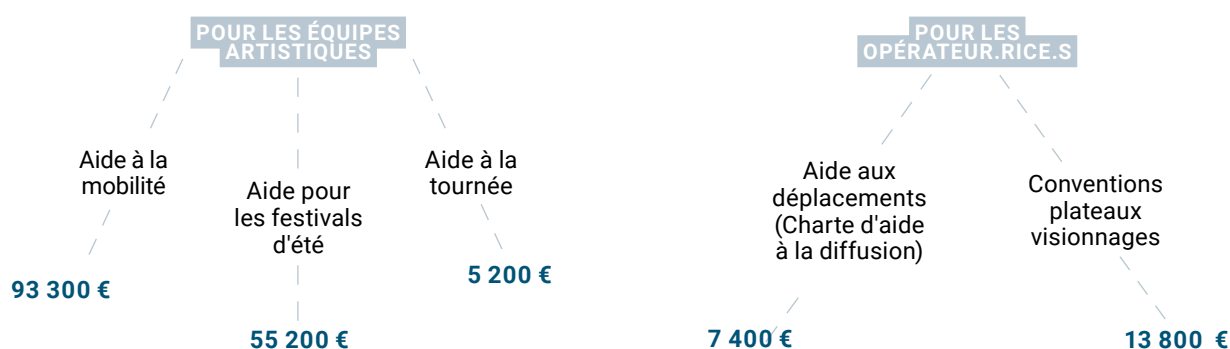 POUR LES ÉQUIPES
ARTISTIQUES
Aide à la
mobilité
93 300 €
Aide pour
les festivals
d'été
55 200 €
Aide à la
tournée
5 200 €
POUR LES
OPÉRATEUR.RICE.S
Aide aux
déplacements
(Charte d'aide
à la diffusion)
7 400 €
Conventions
plateaux
visionnages
13 800 €